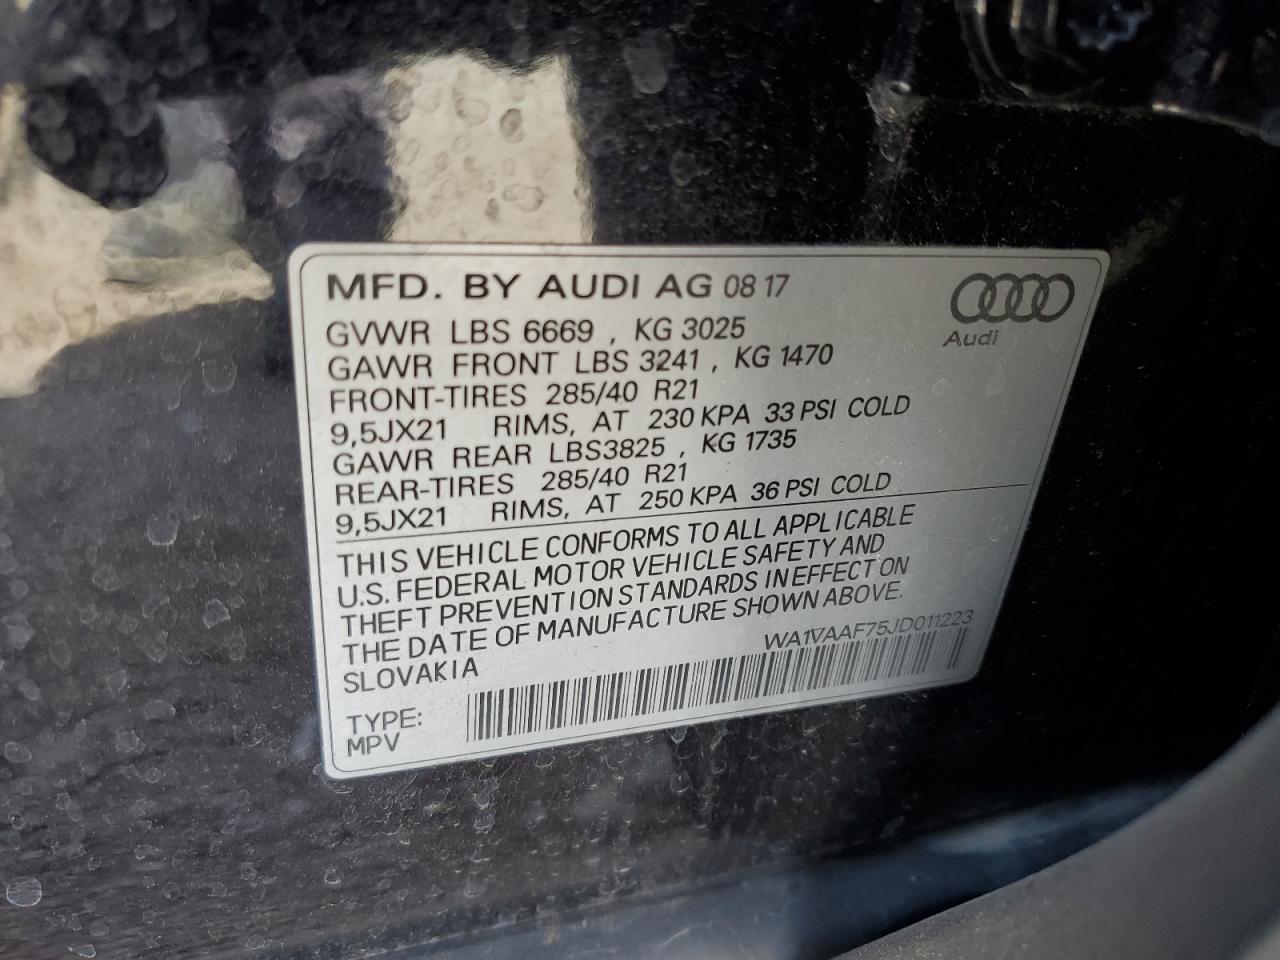 MFD. BY AUDI AG 08 17
Audi
GVWR LBS 6669 , KG 3025
GAWR FRONT LBS 3241 , KG 1470
FRONT-TIRES 285/40 R21
9,5JX21 RIMS, AT 230 KPA 33 PSI COLD
GAWR REAR LBS3825 , KG 1735
REAR-TIRES 285/40 R21
9,5JX21 RIMS, AT 250 KPA 36 PSI COLD
THIS VEHICLE CONFORMS TO ALL APPLICABLE
U.S. FEDERAL MOTOR VEHICLE SAFETY AND
THEFT PREVENTION STANDARDS IN EFFECT ON
THE DATE OF MANUFACTURE SHOWN ABOVE.
SLOVAKIA
WA1VAAF75JD011223
TYPE:
MPV